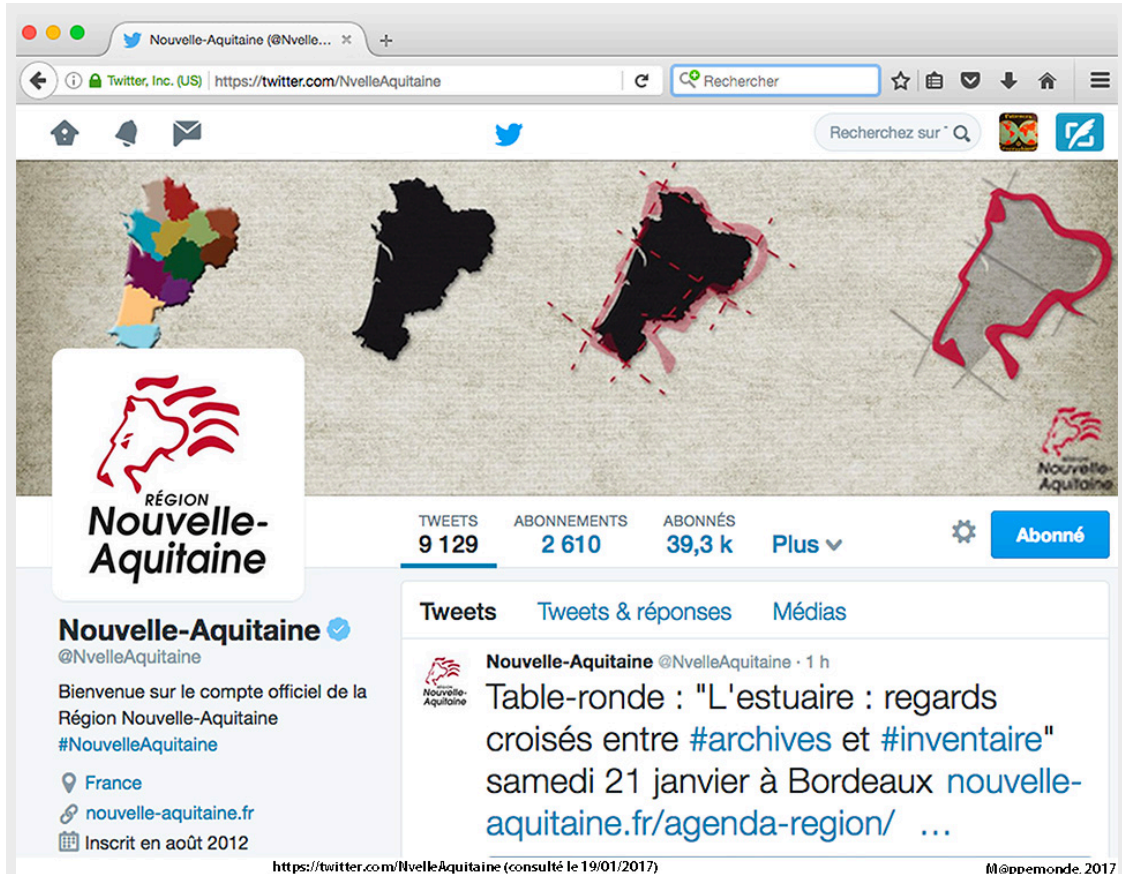 Nouvelle-Aquitaine (@Nvelle...
Twitter, Inc. (US) https://twitter.com/NvelleAquitaine
Rechercher
Recherchez sur
RÉGION
Nouvelle-
Aquitaine
RÉGION
Nouvelle-
Aquitaine
TWEETS ABONNEMENTS ABONNÉS
9 129 2 610 39,3 k Plus
Abonné
Nouvelle-Aquitaine
@NvelleAquitaine
Bienvenue sur le compte officiel de la
Région Nouvelle-Aquitaine
#NouvelleAquitaine
France
nouvelle-aquitaine.fr
Inscrit en août 2012
Tweets Tweets & réponses Médias
Nouvelle-
Aquitaine
Nouvelle-Aquitaine @NvelleAquitaine · 1 h
Table-ronde : "L'estuaire : regards
croisés entre #archives et #inventaire"
samedi 21 janvier à Bordeaux nouvelle-
aquitaine.fr/agenda-region/ ...
https://twitter.com/NvelleAquitaine (consulté le 19/01/2017)
M@ppemonde, 2017